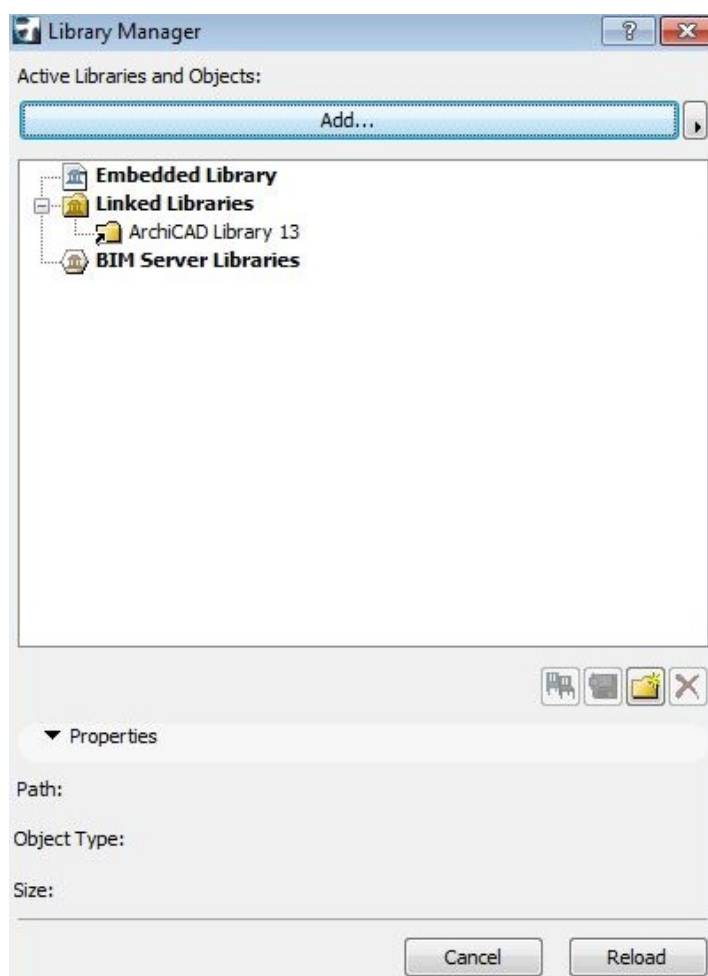 Library Manager
Active Libraries and Objects:
Add...
Embedded Library
Linked Libraries
ArchiCAD Library 13
BIM Server Libraries
Properties
Path:
Object Type:
Size:
Cancel Reload